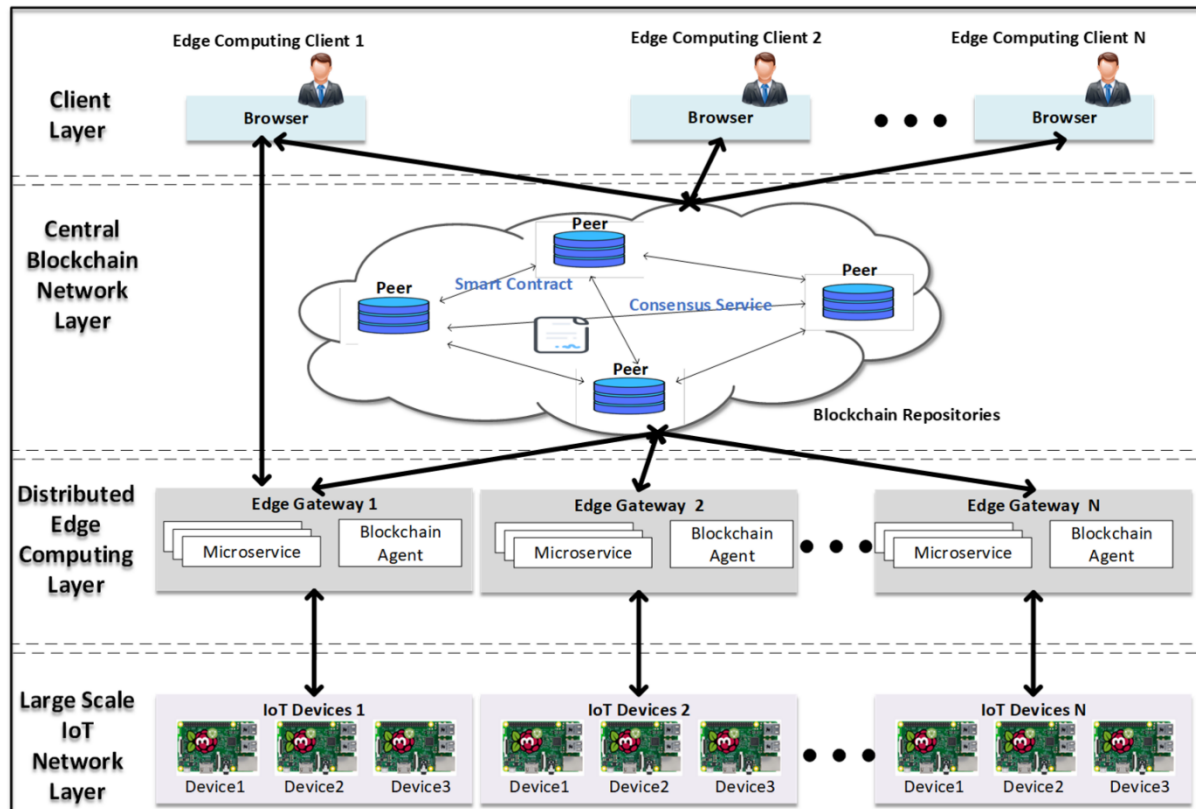 Edge Computing Client 1
Edge Computing Client 2
Edge Computing Client N
Client
Layer
Browser
Browser
Browser
Central
Blockchain
Network
Layer
Peer
Peer
Peer
Smart Contract
Consensus Service
Peer
Blockchain Repositories
Distributed
Edge
Computing
Layer
Edge Gateway 1
Microservice
Blockchain
Agent
Edge Gateway 2
Microservice
Blockchain
Agent
Edge Gateway N
Microservice
Blockchain
Agent
Large Scale
IoT
Network
Layer
IoT Devices 1
Device1
Device2
Device3
IoT Devices 2
Device1
Device2
Device3
IoT Devices N
Device1
Device2
Device3